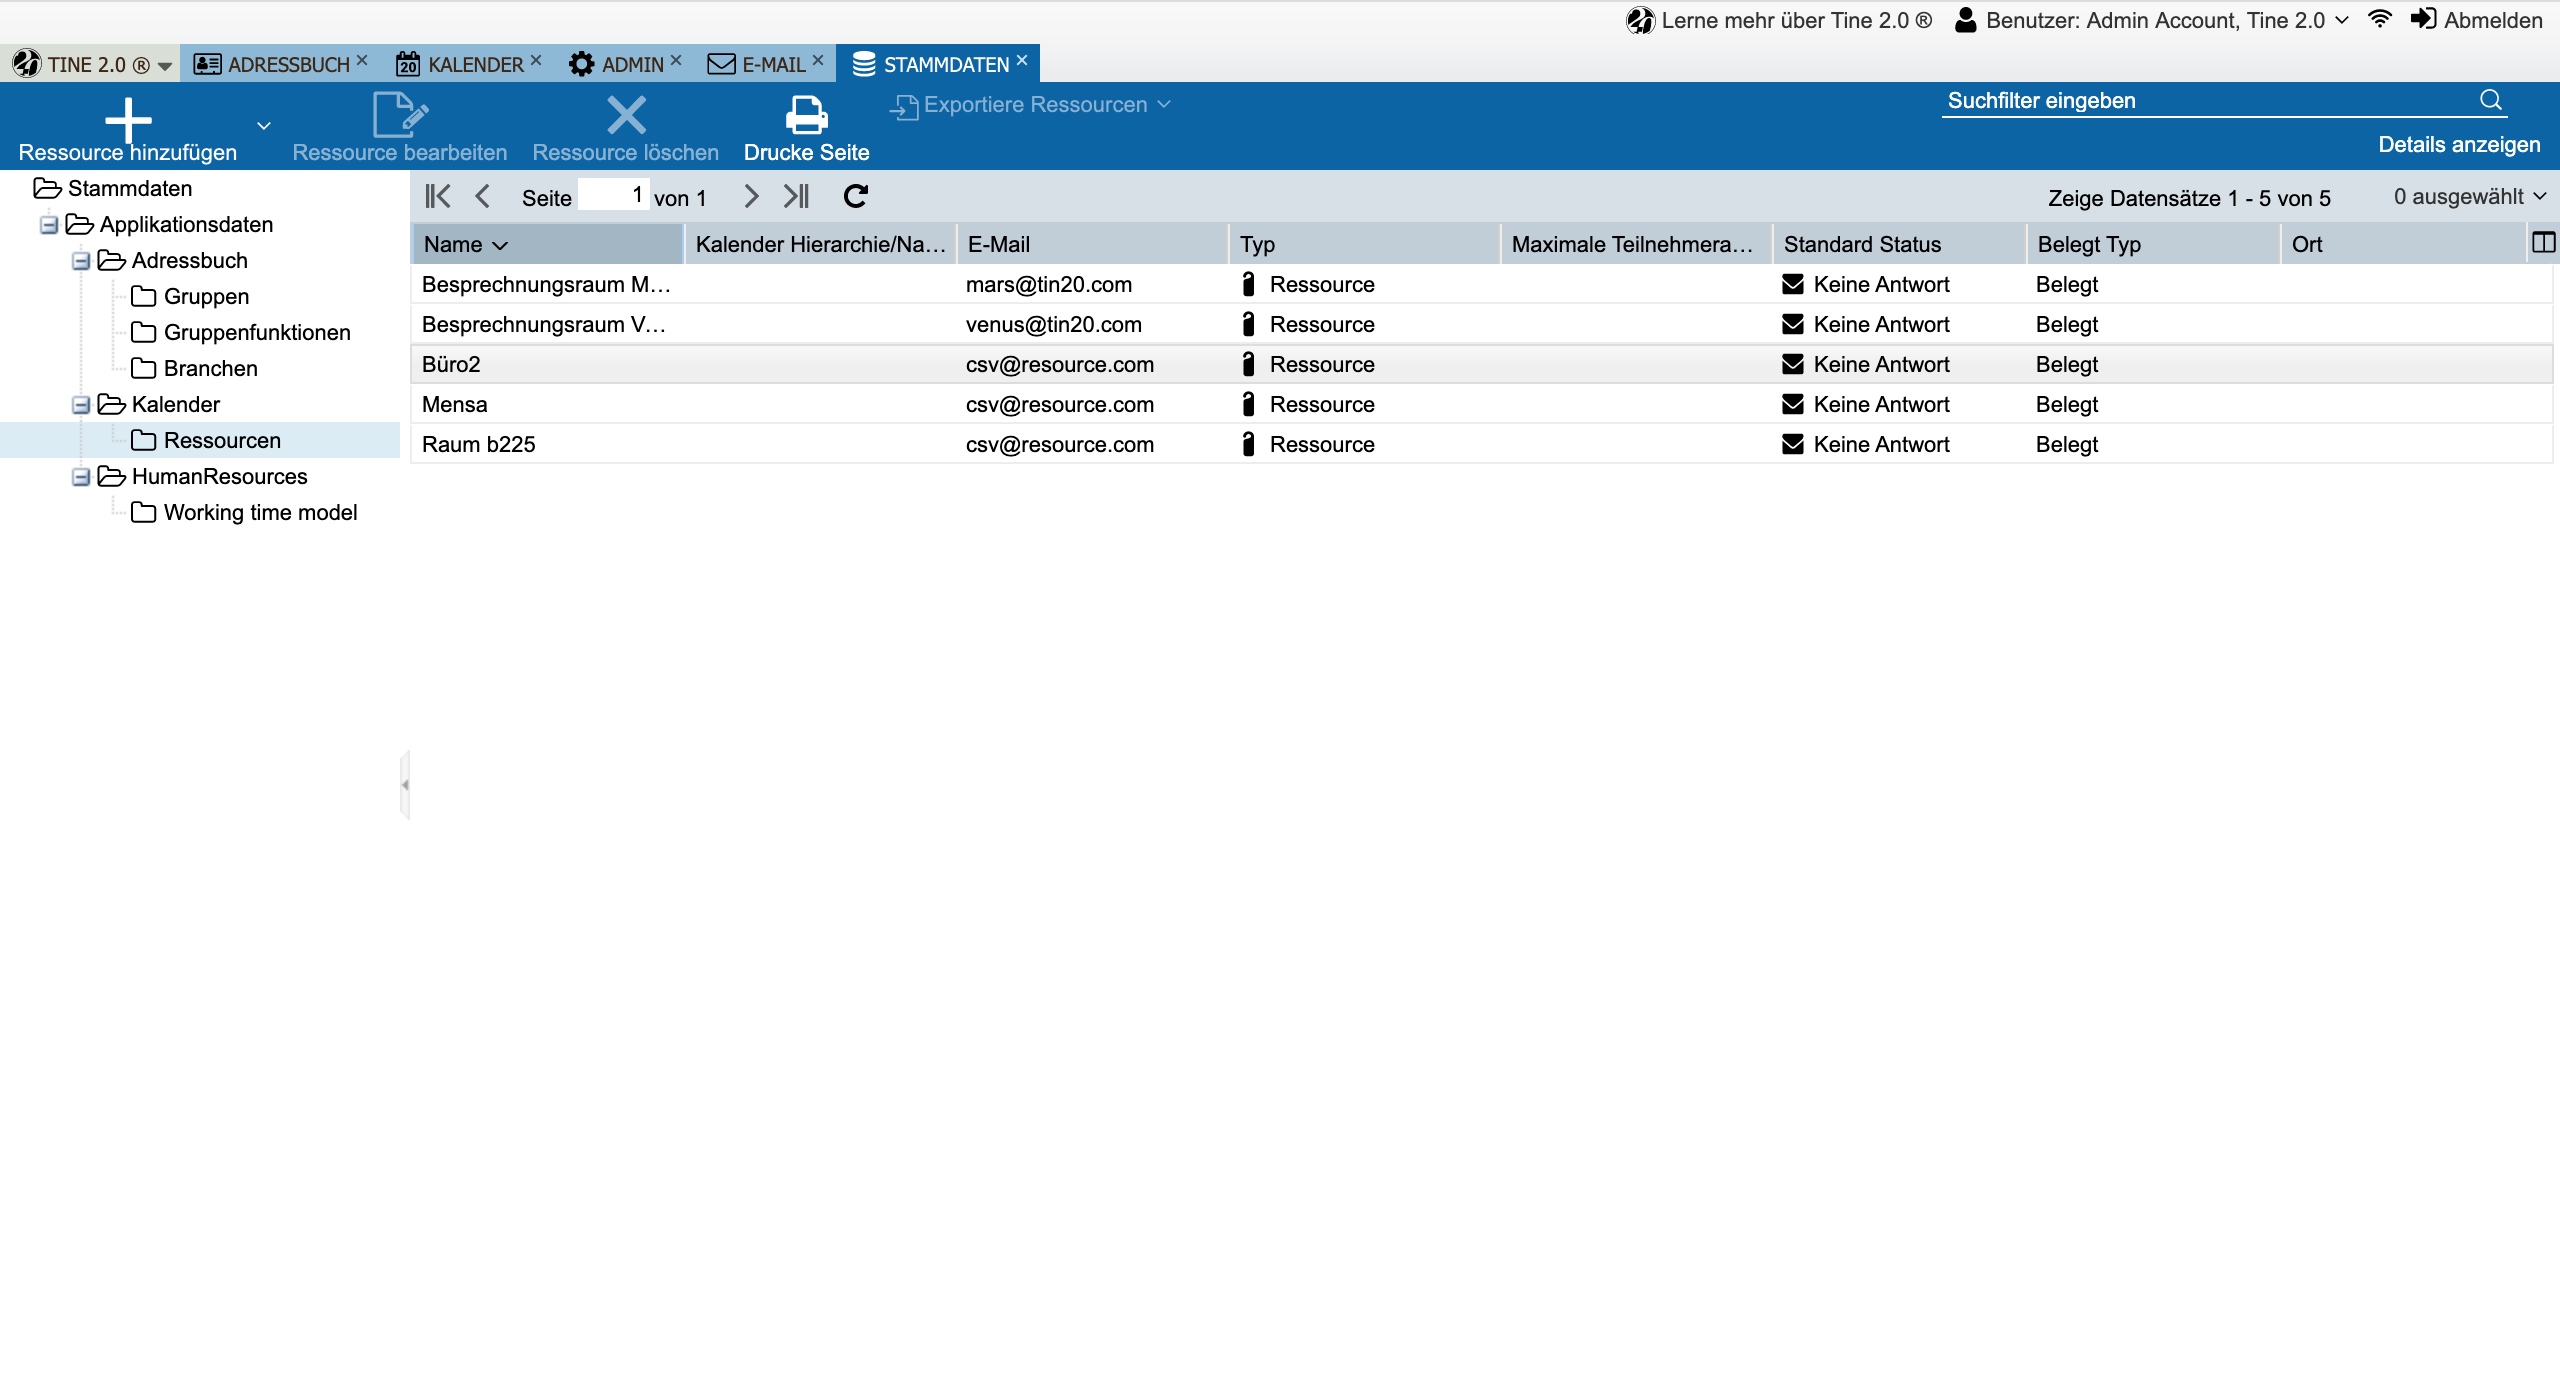 Lerne mehr über Tine 2.0 ® Benutzer: Admin Account, Tine 2.0 Abmelden
TINE 2.0 ® ADRESSBUCH 20 KALENDER ADMIN E-MAIL STAMMDATEN
Ressource hinzufügen Ressource bearbeiten Ressource löschen Drucke Seite Exportiere Ressourcen Suchfilter eingeben
Details anzeigen
Stammdaten
Applikationsdaten
Adressbuch
Gruppen
Gruppenfunktionen
Branchen
Kalender
Ressourcen
HumanResources
Working time model
Seite 1 von 1 Zeige Datensätze 1 - 5 von 5 0 ausgewählt
Name Kalender Hierarchie/Na... E-Mail Typ Maximale Teilnehmera... Standard Status Belegt Typ Ort
Besprechnungsraum M... mars@tin20.com Ressource Keine Antwort Belegt
Besprechnungsraum V... venus@tin20.com Ressource Keine Antwort Belegt
Büro2 csv@resource.com Ressource Keine Antwort Belegt
Mensa csv@resource.com Ressource Keine Antwort Belegt
Raum b225 csv@resource.com Ressource Keine Antwort Belegt